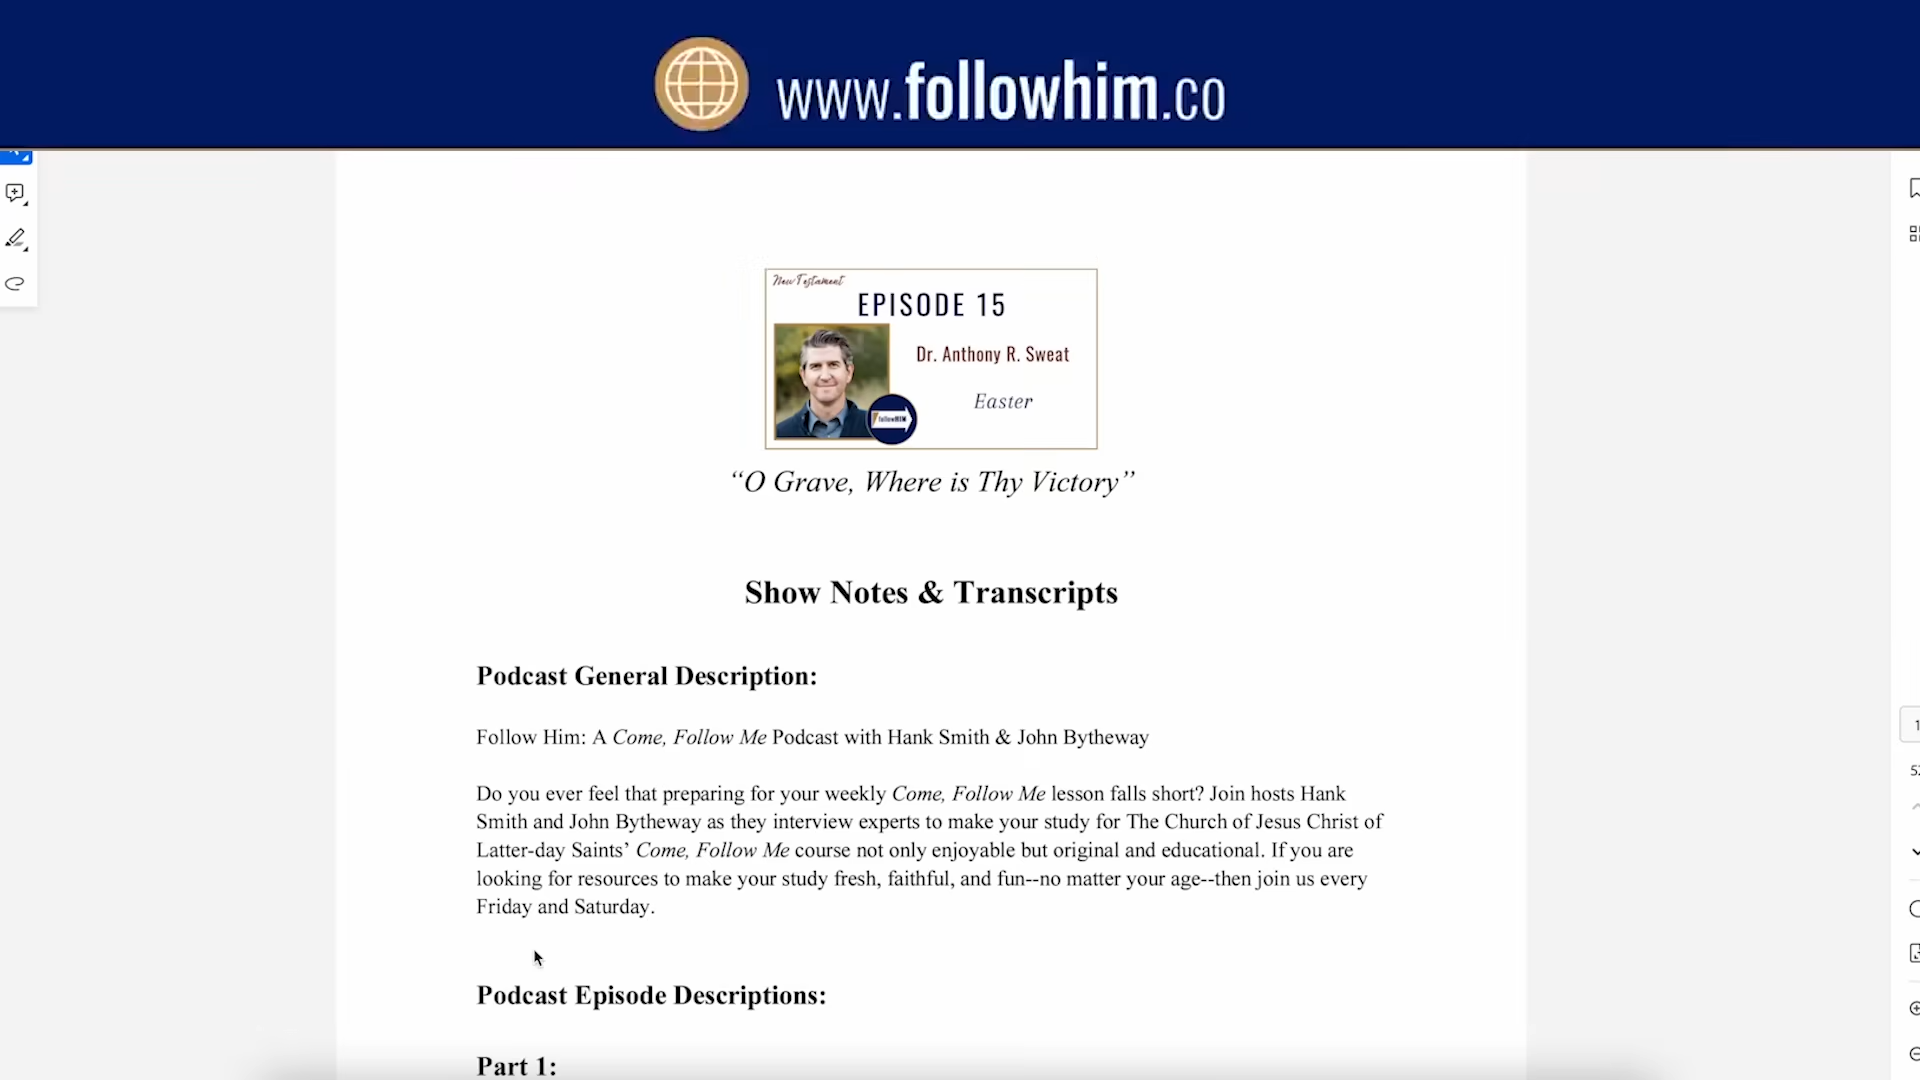 www.followhim.co
New Testament
EPISODE 15
Dr. Anthony R. Sweat
Easter
followHIM
“O Grave, Where is Thy Victory”
Show Notes & Transcripts
Podcast General Description:
Follow Him: A Come, Follow Me Podcast with Hank Smith & John Bytheway
Do you ever feel that preparing for your weekly Come, Follow Me lesson falls short? Join hosts Hank
Smith and John Bytheway as they interview experts to make your study for The Church of Jesus Christ of
Latter-day Saints’ Come, Follow Me course not only enjoyable but original and educational. If you are
looking for resources to make your study fresh, faithful, and fun--no matter your age--then join us every
Friday and Saturday.
Podcast Episode Descriptions:
Part 1: